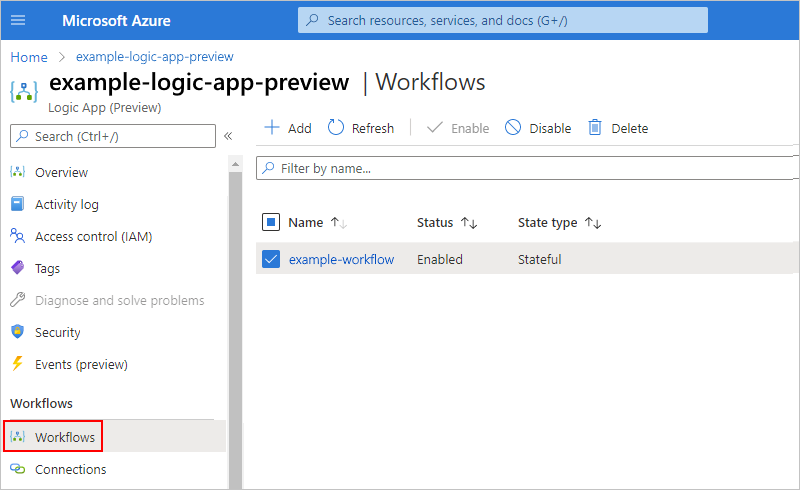 Microsoft Azure
Search resources, services, and docs (G+/)
Home > example-logic-app-preview
example-logic-app-preview | Workflows
Logic App (Preview)
Search (Ctrl+/)
«
Add
Refresh
Enable
Disable
Delete
Filter by name...
Overview
Activity log
Access control (IAM)
Tags
Diagnose and solve problems
Security
Events (preview)
Workflows
Workflows
Connections
Name ↑↓ Status ↑↓ State type ↑↓
example-workflow Enabled Stateful